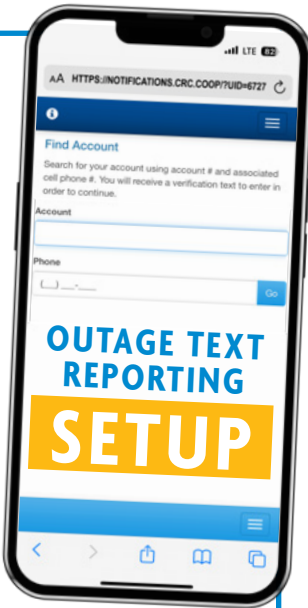 LTE 82
AA HTTPS://NOTIFICATIONS.CRC.COOP/?UID=6727
Find Account
Search for your account using account # and associated
cell phone #. You will receive a verification text to enter in
order to continue.
Account
Phone
(__) ___-____
Go
OUTAGE TEXT
REPORTING
SETUP